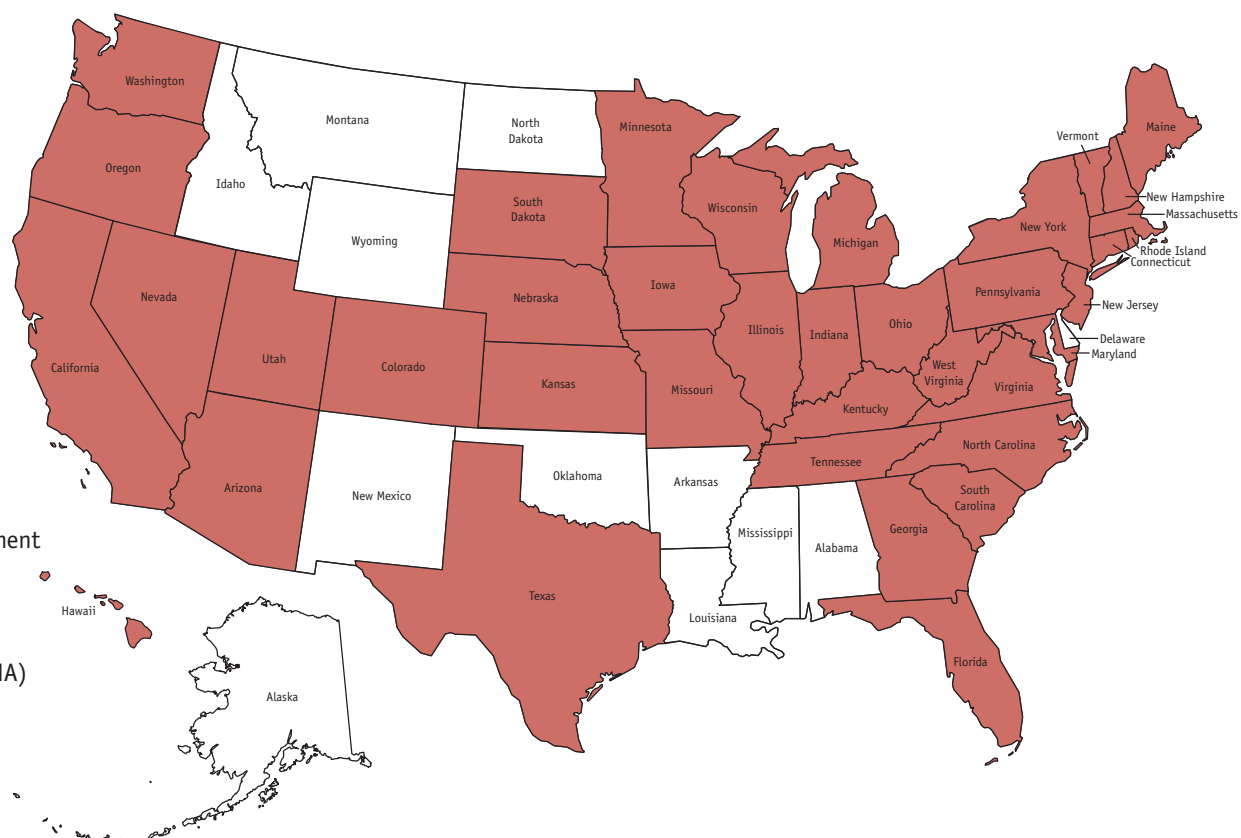 Washington
Oregon
California
Nevada
Idaho
Montana
Wyoming
Utah
Colorado
Arizona
New Mexico
North
Dakota
South
Dakota
Nebraska
Kansas
Oklahoma
Texas
Minnesota
Iowa
Missouri
Arkansas
Louisiana
Wisconsin
Illinois
Michigan
Indiana
Ohio
Kentucky
Tennessee
Mississippi
Alabama
Georgia
Florida
South
Carolina
North Carolina
Virginia
West
Virginia
Pennsylvania
New York
Vermont
Maine
New Hampshire
Massachusetts
Rhode Island
Connecticut
New Jersey
Delaware
Maryland
Hawaii
Alaska